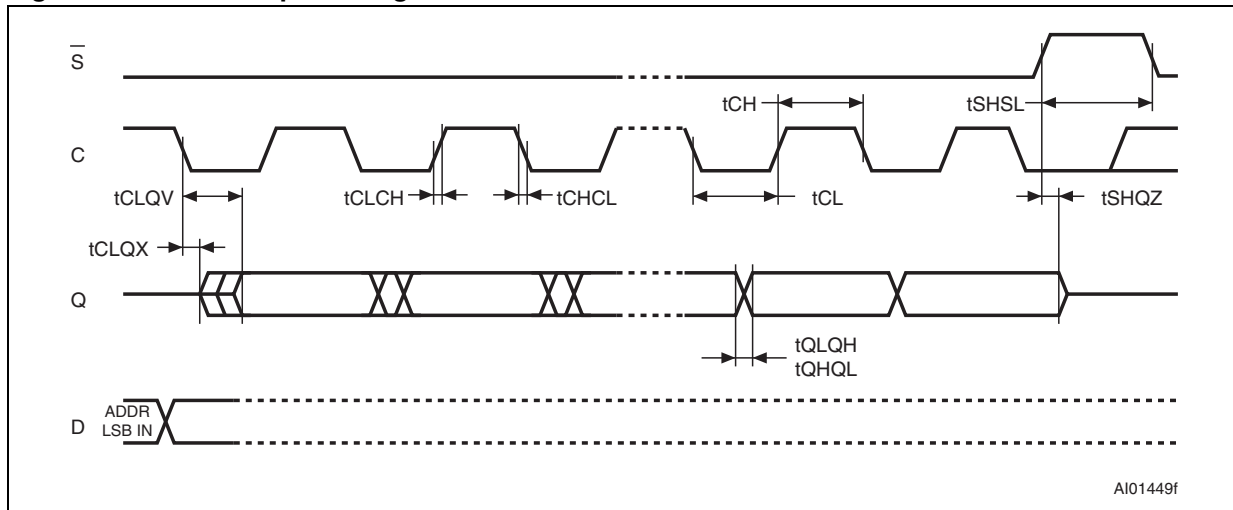 S
tCH
tSHSL
C
tCLQV
tCLCH
tCHCL
tCL
tSHQZ
tCLQX
Q
tQLQH
tQHQL
ADDR
D
LSB IN
AI01449f